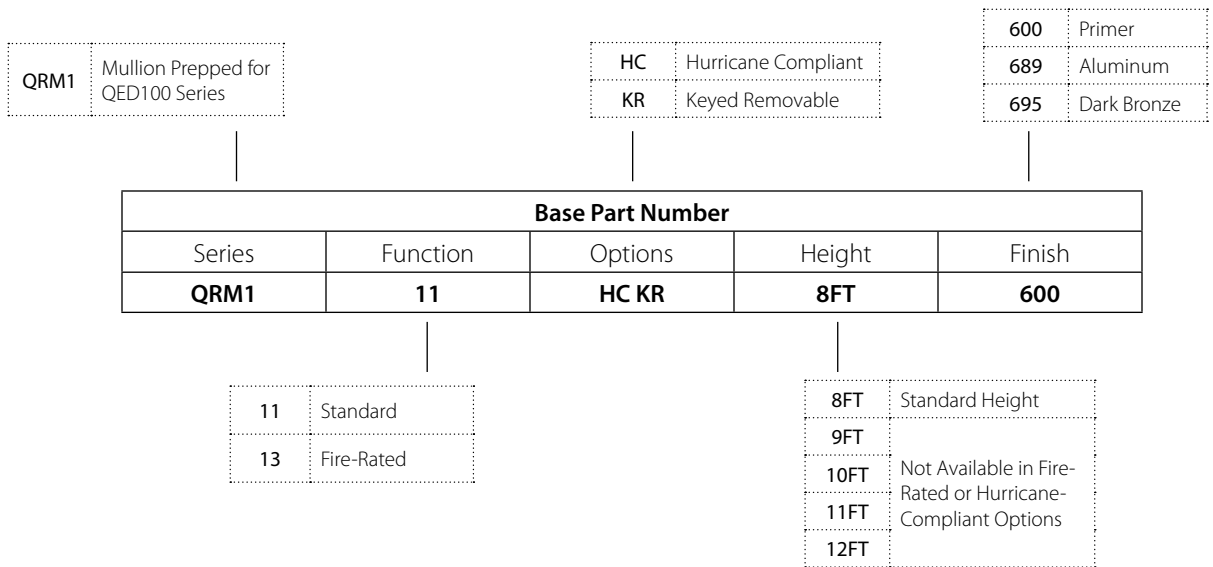 QRM1 Mullion Prepped for
QED100 Series
HC Hurricane Compliant
KR Keyed Removable
600 Primer
689 Aluminum
695 Dark Bronze
Base Part Number
Series Function Options Height Finish
QRM1 11 HC KR 8FT 600
11 Standard
13 Fire-Rated
8FT Standard Height
9FT
10FT
11FT
12FT
Not Available in Fire-
Rated or Hurricane-
Compliant Options